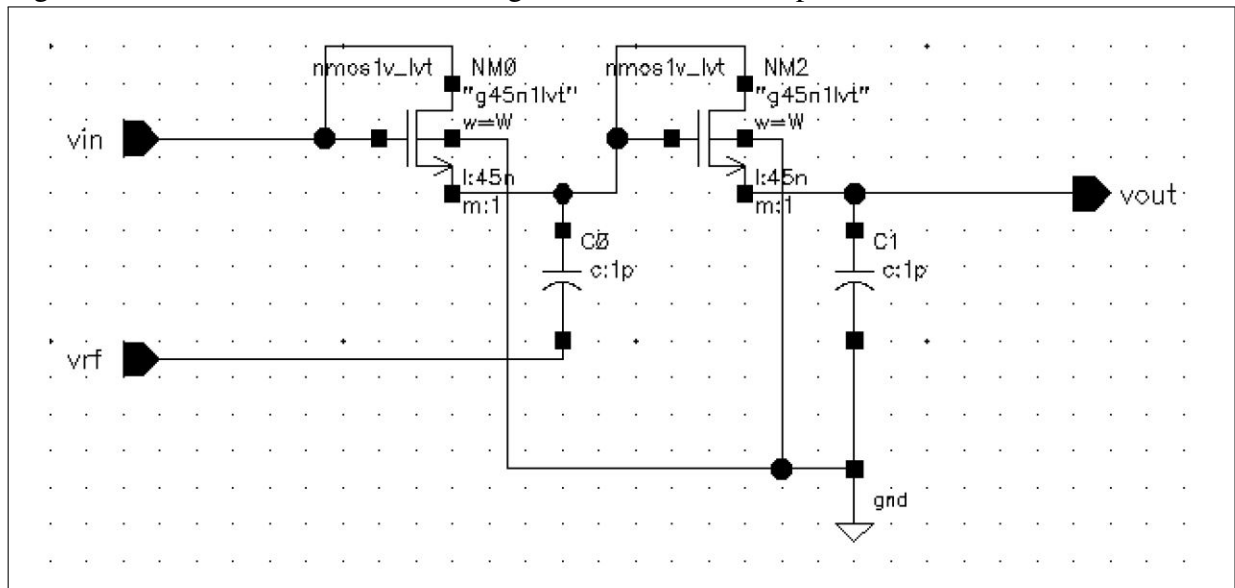 nmos1v_lvt NM0
"g45n1lvt"
w=W
l:45n
m:1
nmos1v_lvt NM2
"g45n1lvt"
w=W
l:45n
m:1
vin
vout
C0
c:1p
C1
c:1p
vrf
gnd